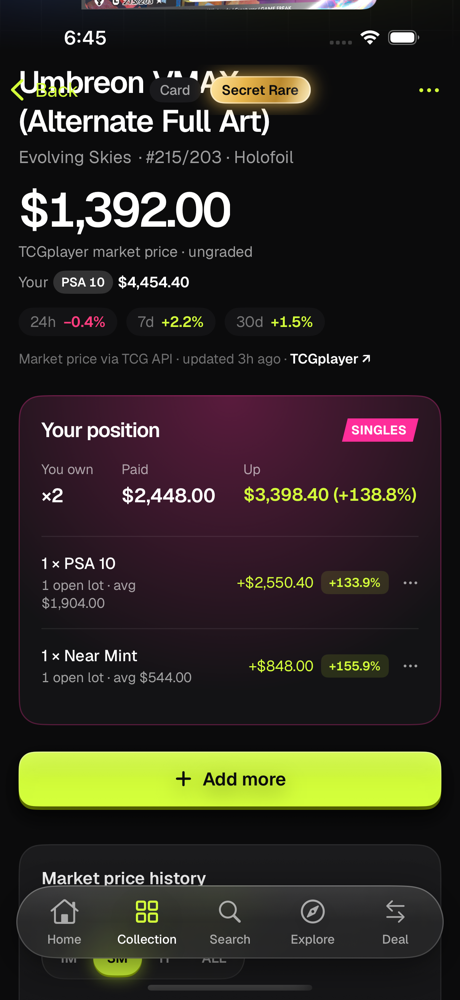 6:45
Back
Card
Secret Rare
Umbreon VMAX
(Alternate Full Art)
Evolving Skies · #215/203 · Holofoil
$1,392.00
TCGplayer market price · ungraded
Your PSA 10 $4,454.40
24h −0.4% 7d +2.2% 30d +1.5%
Market price via TCG API · updated 3h ago · TCGplayer ↗
Your position SINGLES
You own Paid Up
×2 $2,448.00 $3,398.40 (+138.8%)
1 × PSA 10
1 open lot · avg
$1,904.00
+$2,550.40 +133.9%
1 × Near Mint
1 open lot · avg $544.00
+$848.00 +155.9%
+ Add more
Market price history
1M 3M 1Y ALL
Home Collection Search Explore Deal